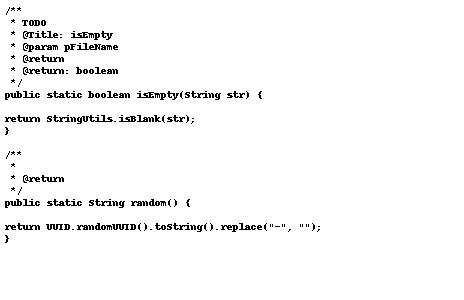 /**
 * TODO
 * @Title: isEmpty
 * @param pFileName
 * @return
 * @return: boolean
 */
public static boolean isEmpty(String str) {
return StringUtils.isBlank(str);
}
/**
 *
 * @return
 */
public static String random() {
return UUID.randomUUID().toString().replace("-", "");
}